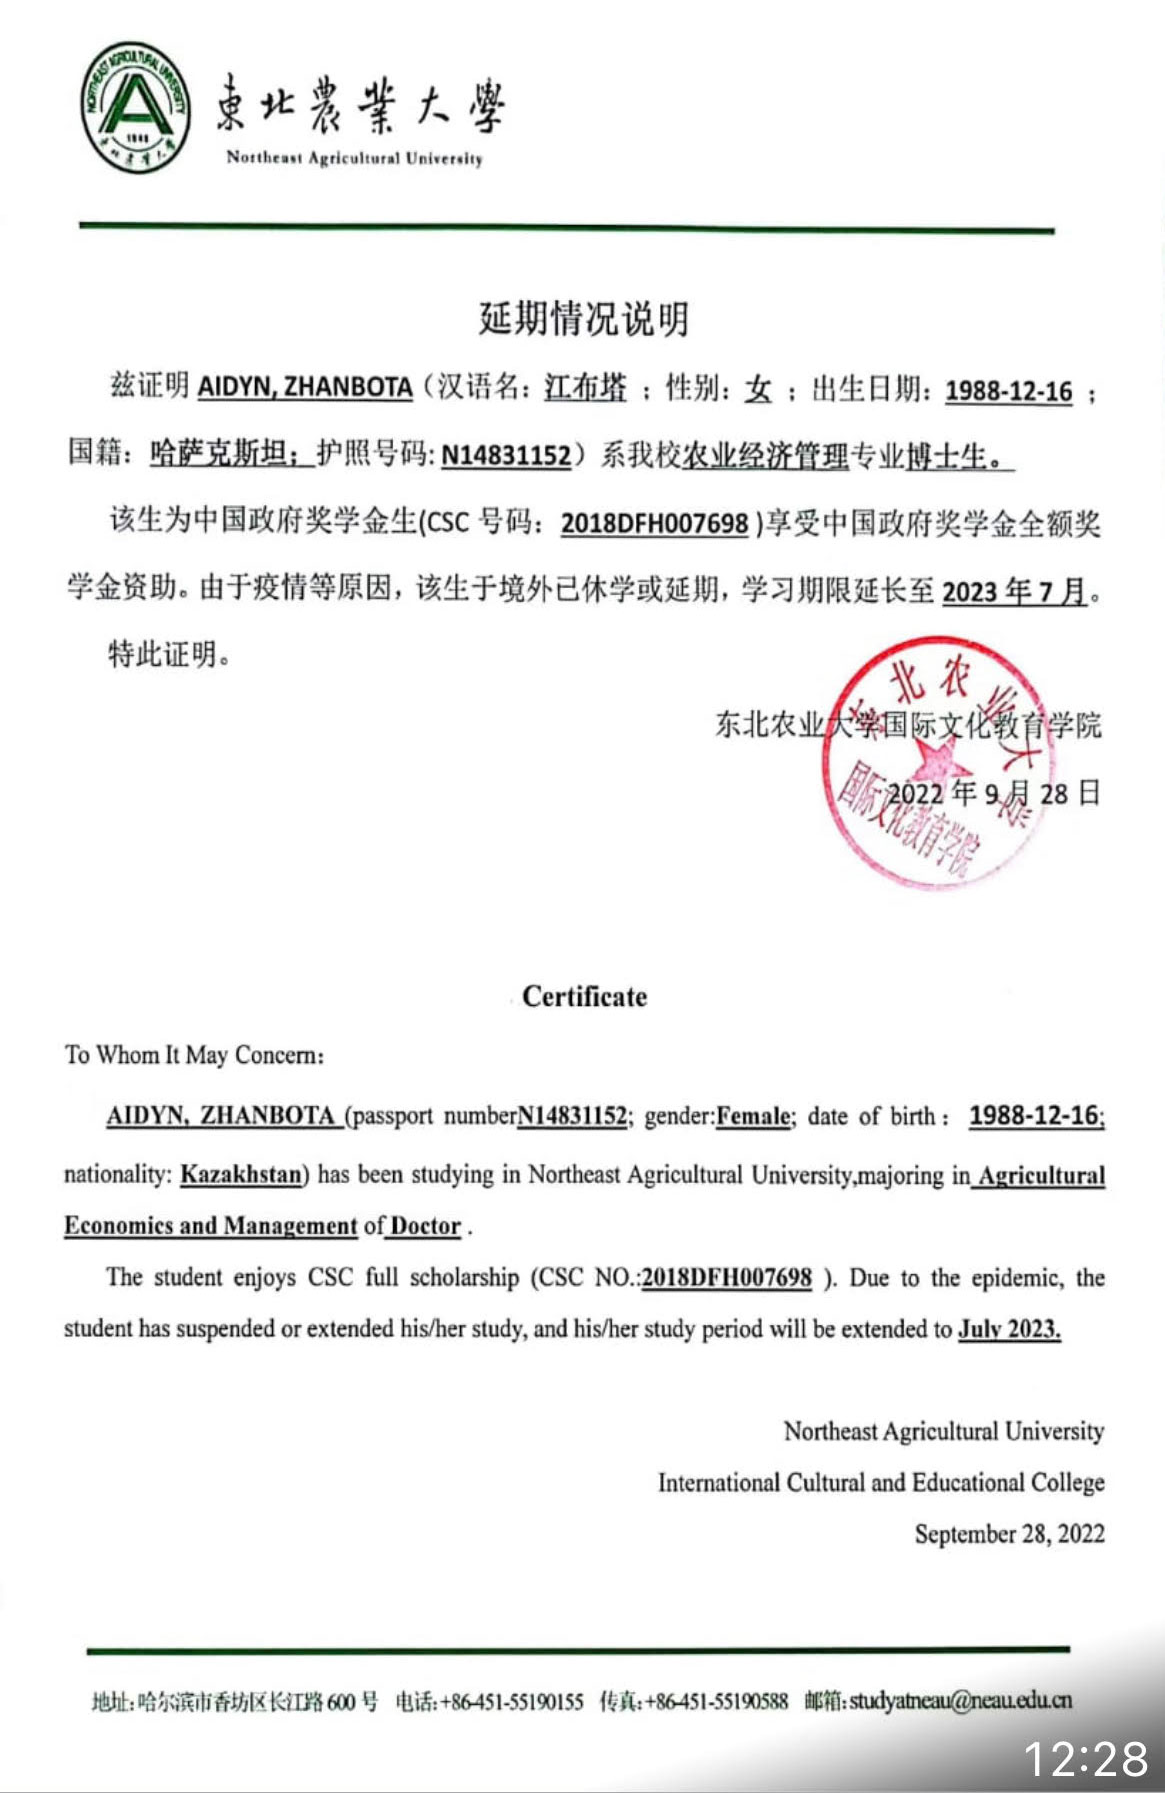 NORTHEAST AGRICULTURAL UNIVERSITY
1948
東北農業大學
Northeast Agricultural University
延期情况说明
兹证明 AIDYN, ZHANBOTA（汉语名：江布塔 ；性别：女 ；出生日期：1988-12-16 ；
国籍：哈萨克斯坦；护照号码: N14831152）系我校农业经济管理专业博士生。
该生为中国政府奖学金生(CSC 号码：2018DFH007698 )享受中国政府奖学金全额奖
学金资助。由于疫情等原因，该生于境外已休学或延期，学习期限延长至 2023 年 7 月。
特此证明。
东北农业大学国际文化教育学院
2022 年 9 月 28 日
东北农业大学
国际文化教育学院
Certificate
To Whom It May Concern:
AIDYN, ZHANBOTA (passport numberN14831152; gender:Female; date of birth : 1988-12-16;
nationality: Kazakhstan) has been studying in Northeast Agricultural University,majoring in Agricultural
Economics and Management of Doctor .
The student enjoys CSC full scholarship (CSC NO.:2018DFH007698 ). Due to the epidemic, the
student has suspended or extended his/her study, and his/her study period will be extended to July 2023.
Northeast Agricultural University
International Cultural and Educational College
September 28, 2022
地址:哈尔滨市香坊区长江路 600 号 电话:+86-451-55190155 传真:+86-451-55190588 邮箱:studyatneau@neau.edu.cn
12:28